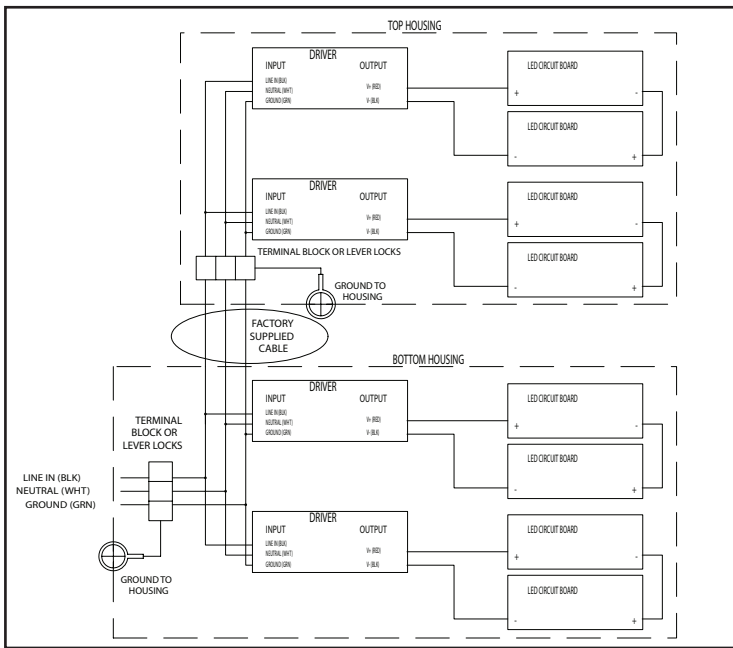 TOP HOUSING
DRIVER
INPUT
OUTPUT
LINE IN (BLK)
NEUTRAL (WHT)
GROUND (GRN)
V+ (RED)
V- (BLK)
LED CIRCUIT BOARD
+
-
LED CIRCUIT BOARD
-
+
DRIVER
INPUT
OUTPUT
LINE IN (BLK)
NEUTRAL (WHT)
GROUND (GRN)
V+ (RED)
V- (BLK)
LED CIRCUIT BOARD
+
-
LED CIRCUIT BOARD
-
+
TERMINAL BLOCK OR LEVER LOCKS
GROUND TO
HOUSING
FACTORY
SUPPLIED
CABLE
BOTTOM HOUSING
DRIVER
INPUT
OUTPUT
LINE IN (BLK)
NEUTRAL (WHT)
GROUND (GRN)
V+ (RED)
V- (BLK)
LED CIRCUIT BOARD
+
-
LED CIRCUIT BOARD
-
+
TERMINAL
BLOCK OR
LEVER LOCKS
LINE IN (BLK)
NEUTRAL (WHT)
GROUND (GRN)
GROUND TO
HOUSING
DRIVER
INPUT
OUTPUT
LINE IN (BLK)
NEUTRAL (WHT)
GROUND (GRN)
V+ (RED)
V- (BLK)
LED CIRCUIT BOARD
+
-
LED CIRCUIT BOARD
-
+